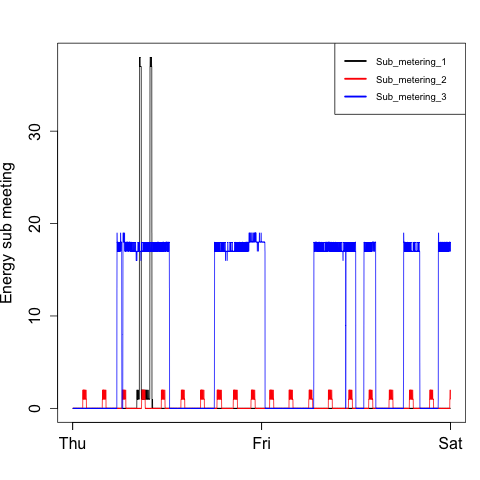 Sub_metering_1
Sub_metering_2
Sub_metering_3
Energy sub meeting
30
20
10
0
Thu Fri Sat